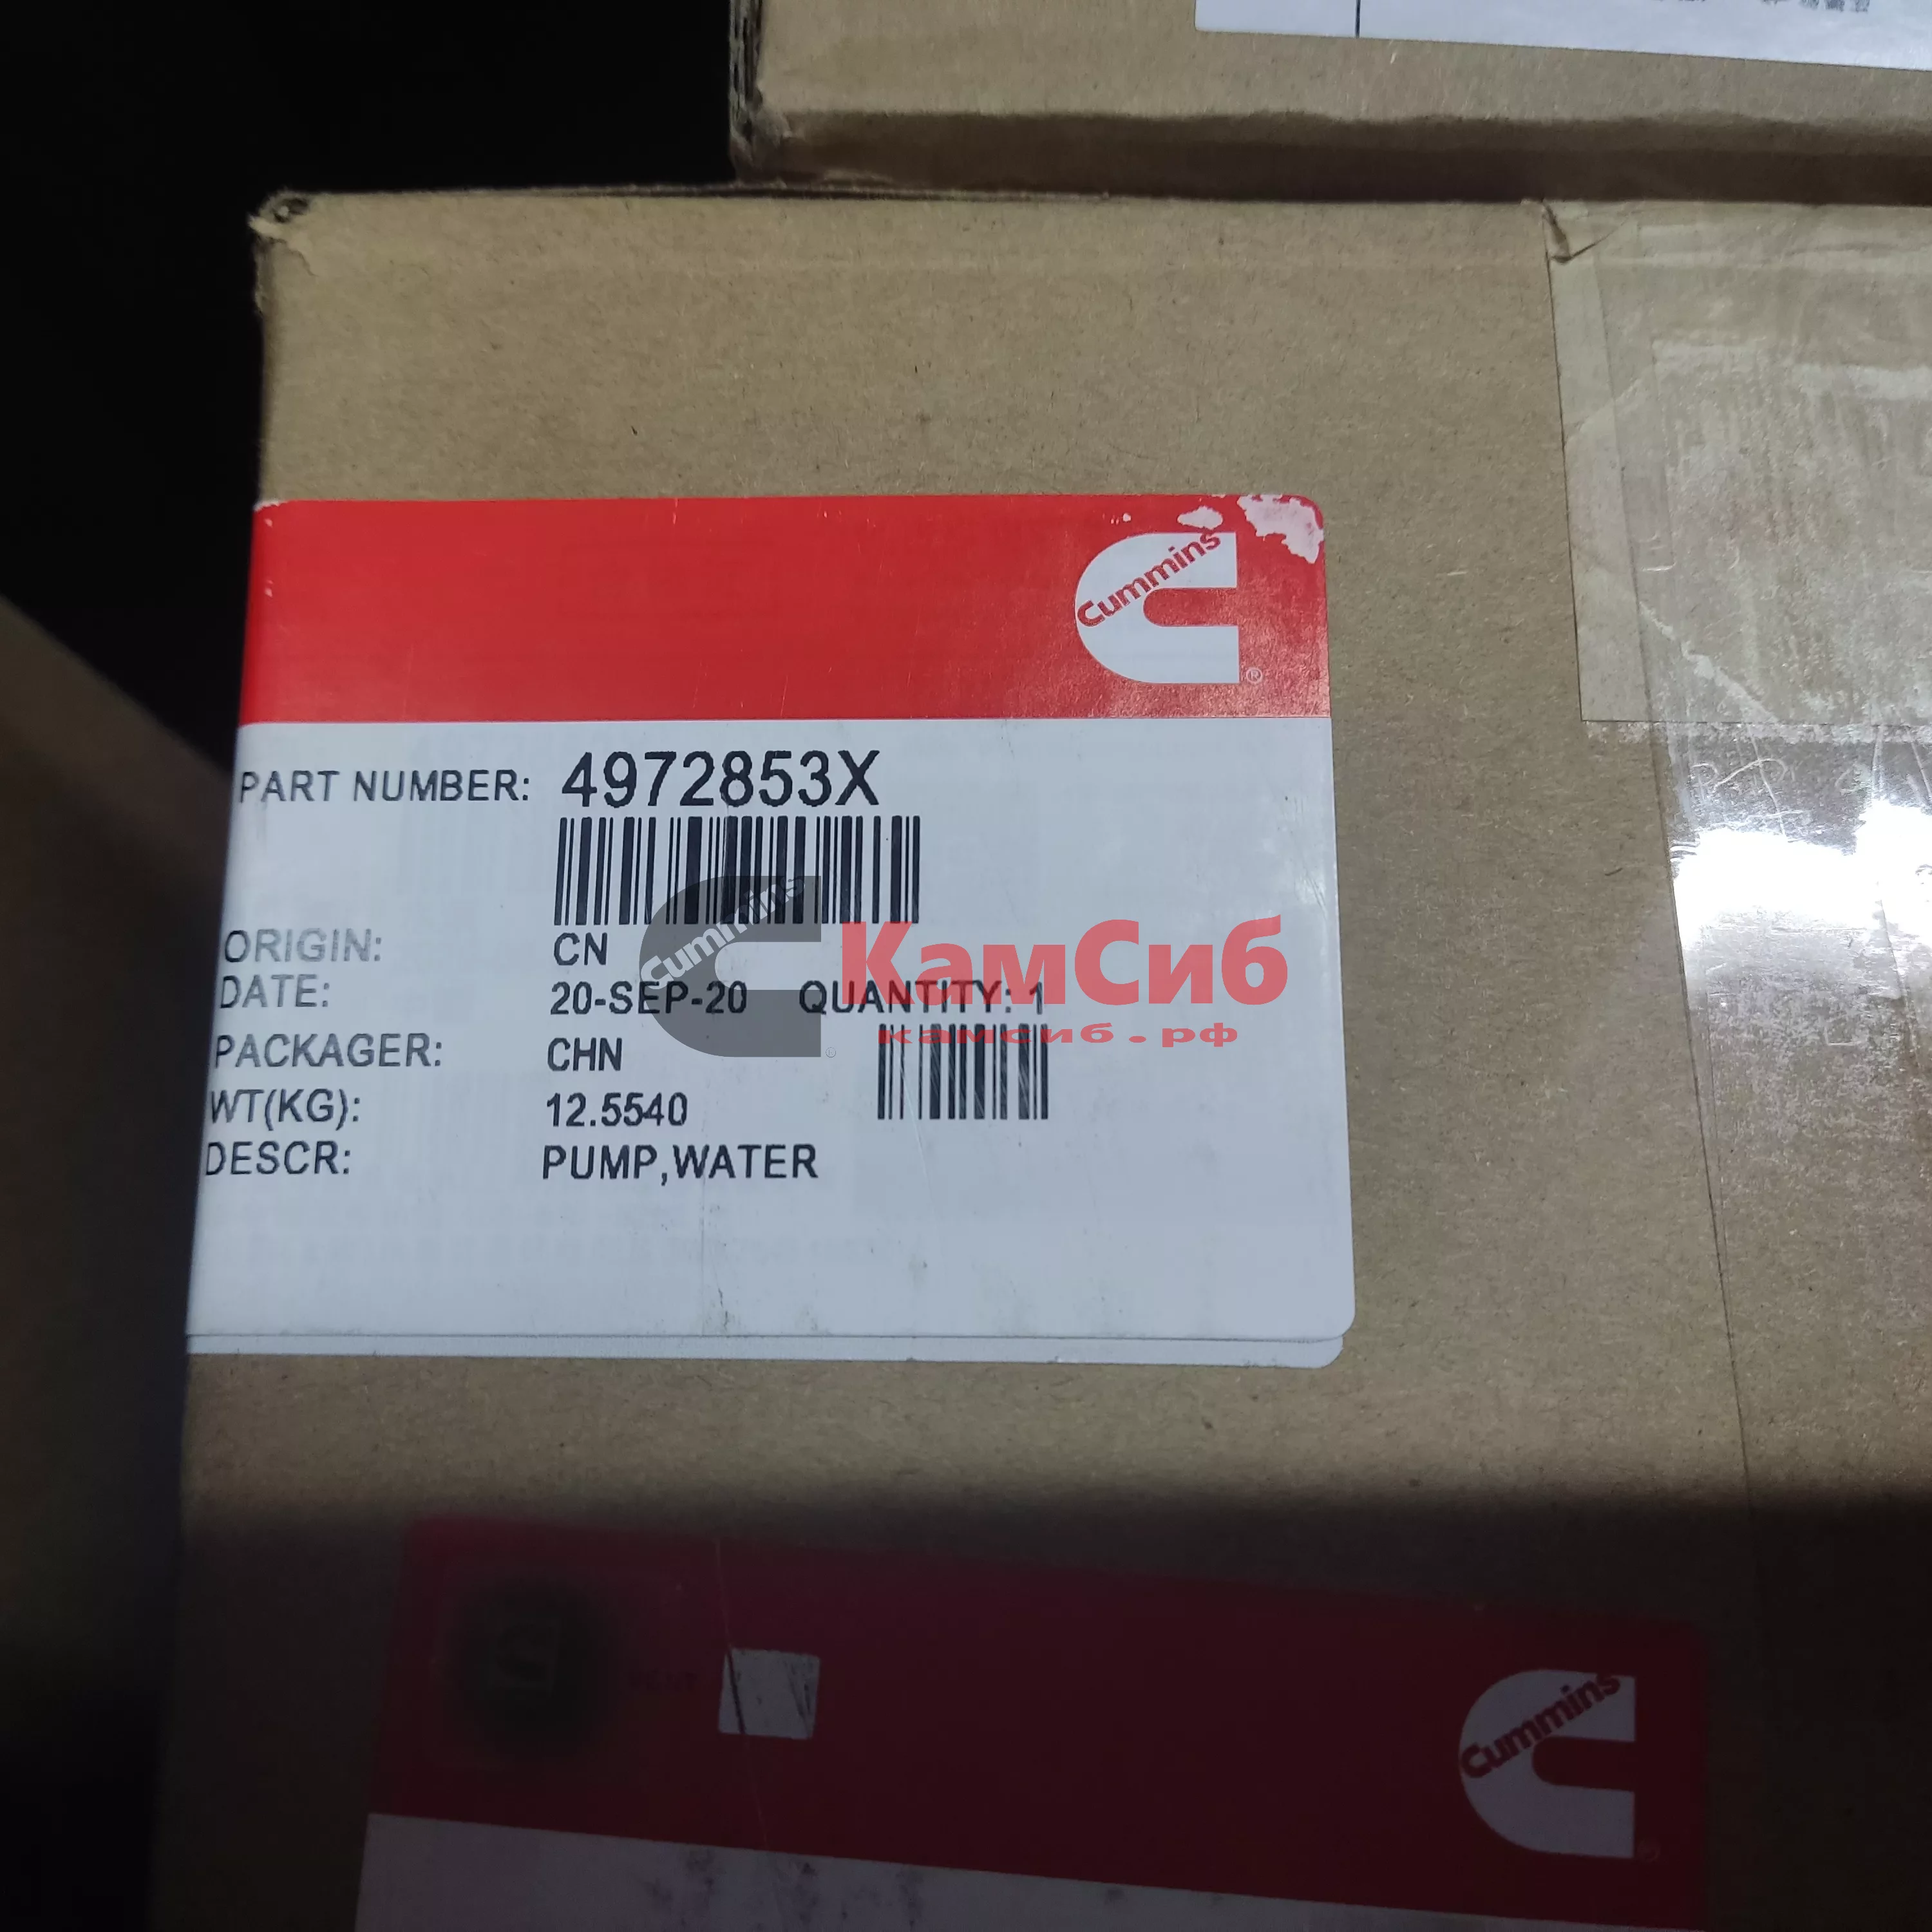 Cummins
PART NUMBER: 4972853X
ORIGIN: CN
DATE: 20-SEP-20 QUANTITY: 1
PACKAGER: CHN
WT(KG): 12.5540
DESCR: PUMP,WATER
Cummins
КамСиб
камсиб.рф
Cummins